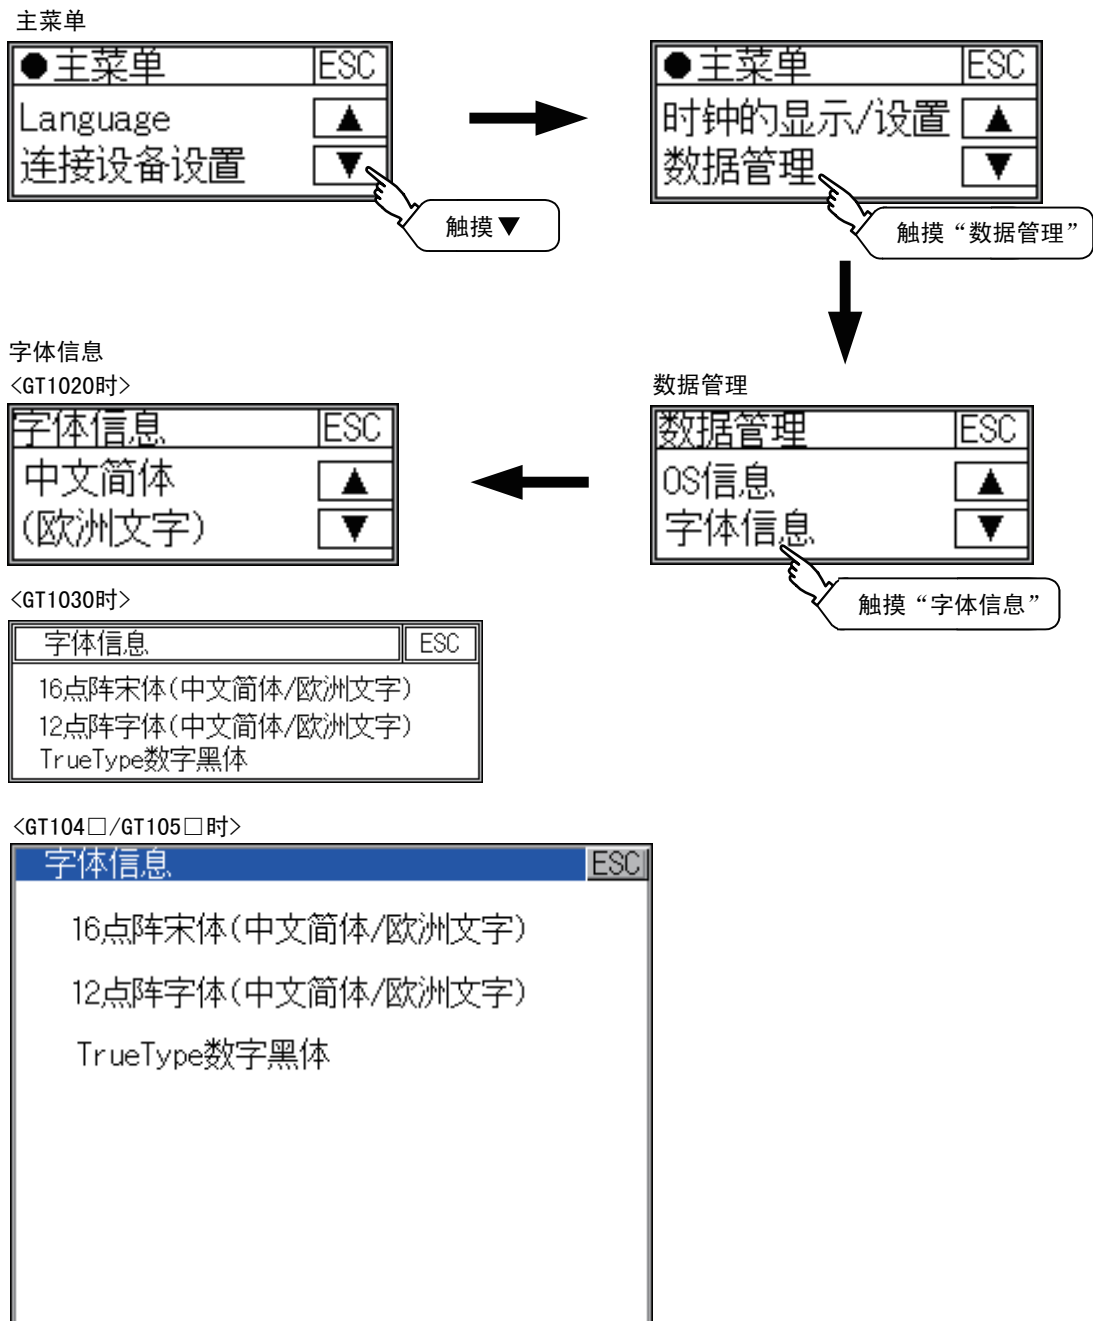 主菜单
●主菜单 ESC
Language ▲
连接设备设置 ▼
触摸▼
●主菜单 ESC
时钟的显示/设置 ▲
数据管理 ▼
触摸“数据管理”
数据管理
数据管理 ESC
OS信息 ▲
字体信息 ▼
触摸“字体信息”
字体信息
<GT1020时>
字体信息 ESC
中文简体 ▲
(欧洲文字) ▼
<GT1030时>
字体信息 ESC
16点阵宋体(中文简体/欧洲文字)
12点阵字体(中文简体/欧洲文字)
TrueType数字黑体
<GT104□/GT105□时>
字体信息 ESC
16点阵宋体(中文简体/欧洲文字)
12点阵字体(中文简体/欧洲文字)
TrueType数字黑体